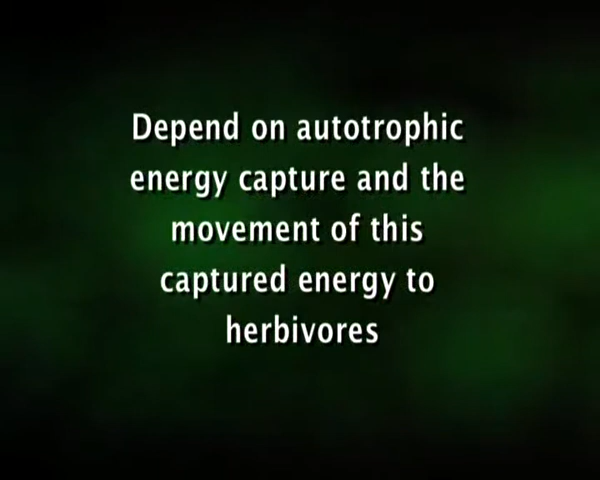 Depend on autotrophic
energy capture and the
movement of this
captured energy to
herbivores